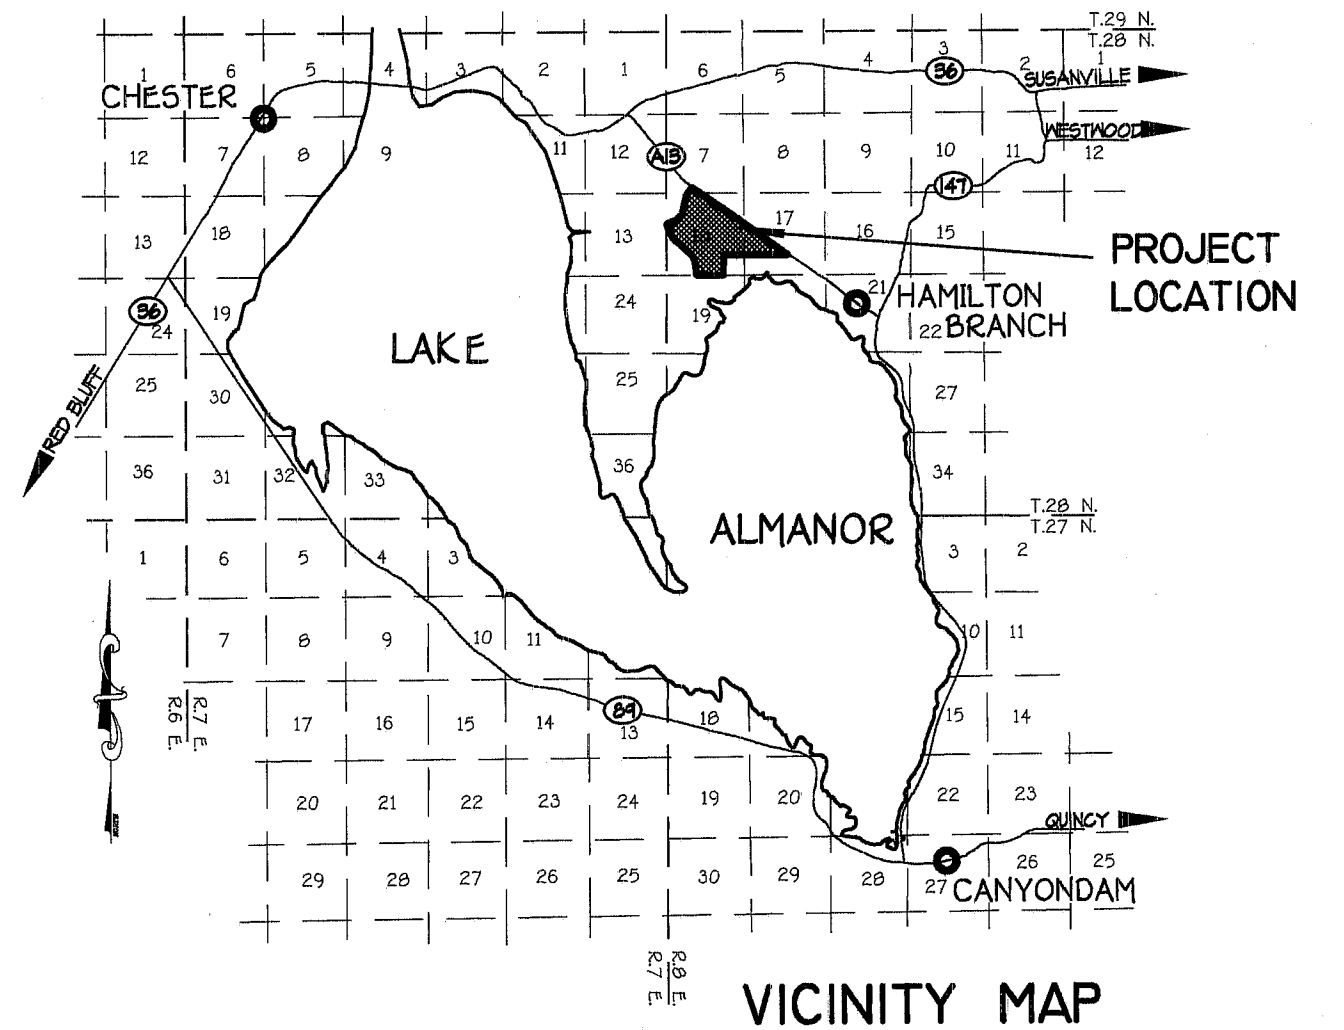 T.29 N.
T.28 N.
1 6 5 4 3 2 1 6 5 4 3 2 1
36
SUSANVILLE
CHESTER
WESTWOOD
12 7 8 9 11 12 A13 7 8 9 10 11 12
147
13 18 13 17 16 15
PROJECT
LOCATION
36
24 19 24 19 21 22
HAMILTON
BRANCH
LAKE
25 30 25 27
RED BLUFF
36 31 32 33 36 34
ALMANOR
T.28 N.
T.27 N.
1 6 5 4 3 3 2
7 8 9 10 11 10 11
R.6 E.
R.7 E.
17 16 15 14 13 18 15 14
89
20 21 22 23 24 19 20 22 23
QUINCY
29 28 27 26 25 30 29 28 27 26 25
CANYONDAM
R.7 E.
R.8 E.
VICINITY MAP